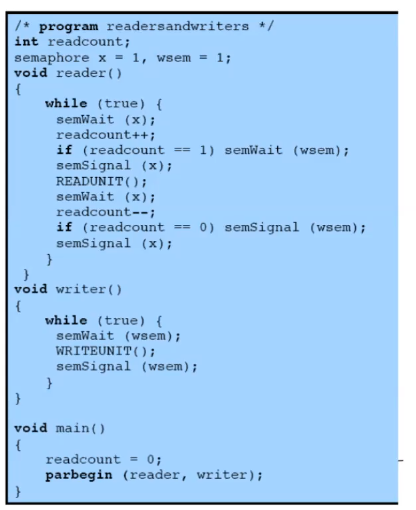 /* program readersandwriters */
int readcount;
semaphore x = 1, wsem = 1;
void reader()
{
    while (true) {
     semWait (x);
     readcount++;
     if (readcount == 1) semWait (wsem);
     semSignal (x);
     READUNIT();
     semWait (x);
     readcount--;
     if (readcount == 0) semSignal (wsem);
     semSignal (x);
    }
}
void writer()
{
    while (true) {
     semWait (wsem);
     WRITEUNIT();
     semSignal (wsem);
    }
}

void main()
{
    readcount = 0;
    parbegin (reader, writer);
}